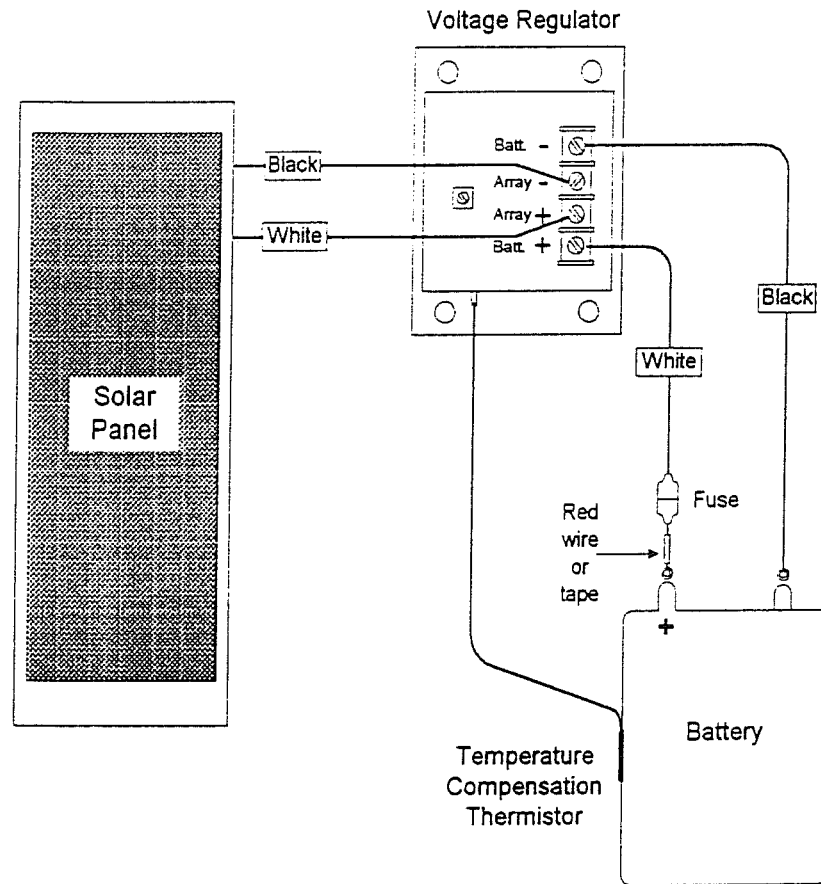 Voltage Regulator
Batt. -
Black
Array -
Array +
White
Batt. +
Black
White
Solar
Panel
Fuse
Red
wire
or
tape
+
Battery
Temperature
Compensation
Thermistor